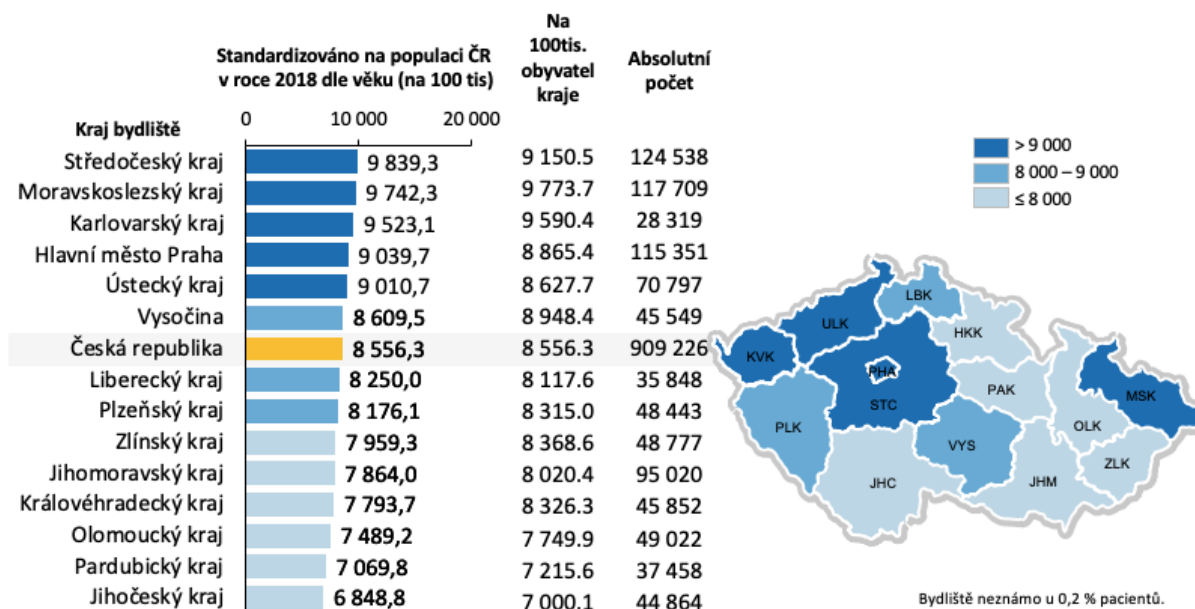 Standardizováno na populaci ČR
v roce 2018 dle věku (na 100 tis)
Na
100tis.
obyvatel
kraje
Absolutní
počet
Kraj bydliště
0 10 000 20 000
Středočeský kraj 9 839,3 9 150.5 124 538
Moravskoslezský kraj 9 742,3 9 773.7 117 709
Karlovarský kraj 9 523,1 9 590.4 28 319
Hlavní město Praha 9 039,7 8 865.4 115 351
Ústecký kraj 9 010,7 8 627.7 70 797
Vysočina 8 609,5 8 948.4 45 549
Česká republika 8 556,3 8 556.3 909 226
Liberecký kraj 8 250,0 8 117.6 35 848
Plzeňský kraj 8 176,1 8 315.0 48 443
Zlínský kraj 7 959,3 8 368.6 48 777
Jihomoravský kraj 7 864,0 8 020.4 95 020
Královéhradecký kraj 7 793,7 8 326.3 45 852
Olomoucký kraj 7 489,2 7 749.9 49 022
Pardubický kraj 7 069,8 7 215.6 37 458
Jihočeský kraj 6 848,8 7 000.1 44 864
> 9 000
8 000 – 9 000
≤ 8 000
LBK
ULK
HKK
KVK
PHA
PAK
MSK
STC
OLK
PLK
VYS
ZLK
JHC
JHM
Bydliště neznámo u 0,2 % pacientů.